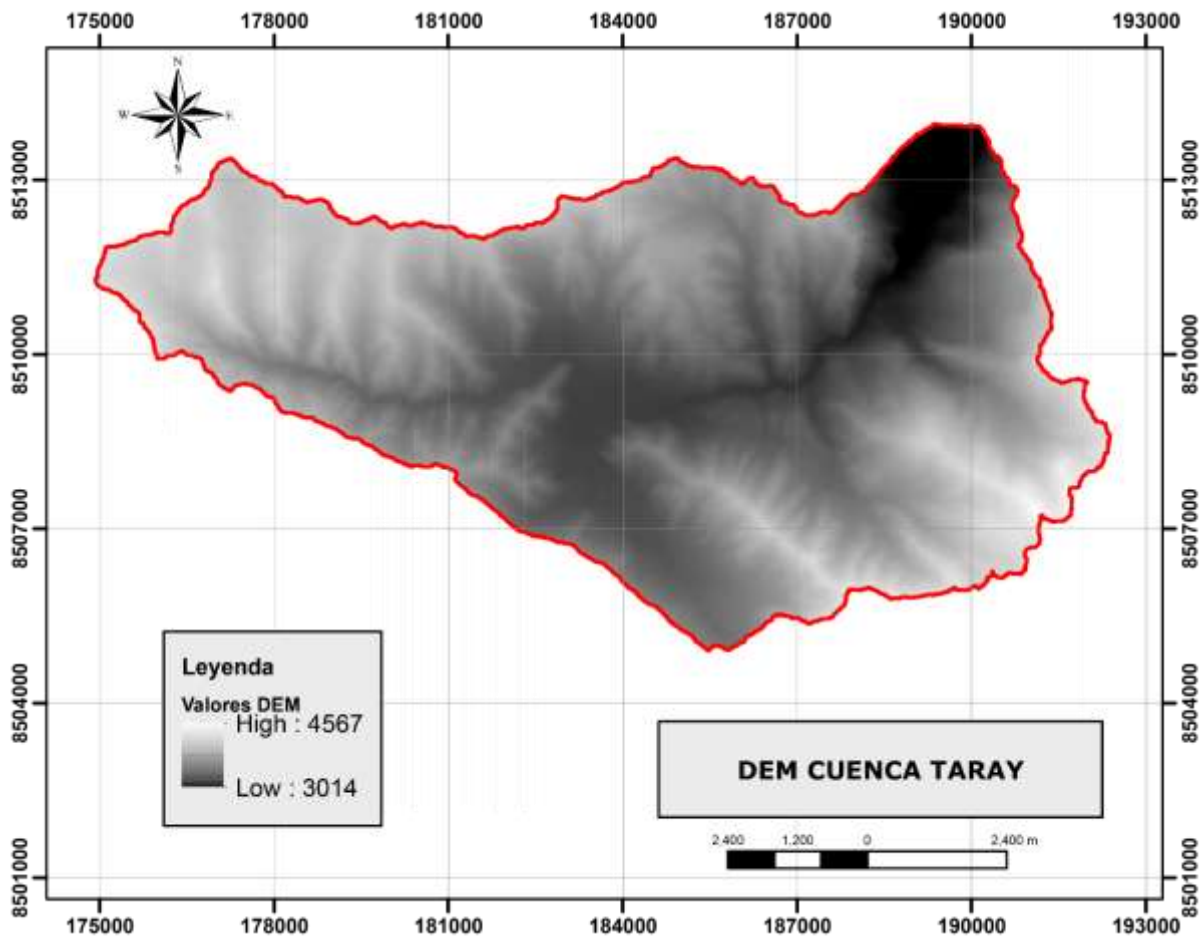 175000 178000 181000 184000 187000 190000 193000
N
W E
S
8513000 8513000
8510000 8510000
8507000 8507000
8504000 8504000
8501000 8501000
Leyenda
Valores DEM
High : 4567
Low : 3014
DEM CUENCA TARAY
2.400 1.200 0 2.400 m
175000 178000 181000 184000 187000 190000 193000